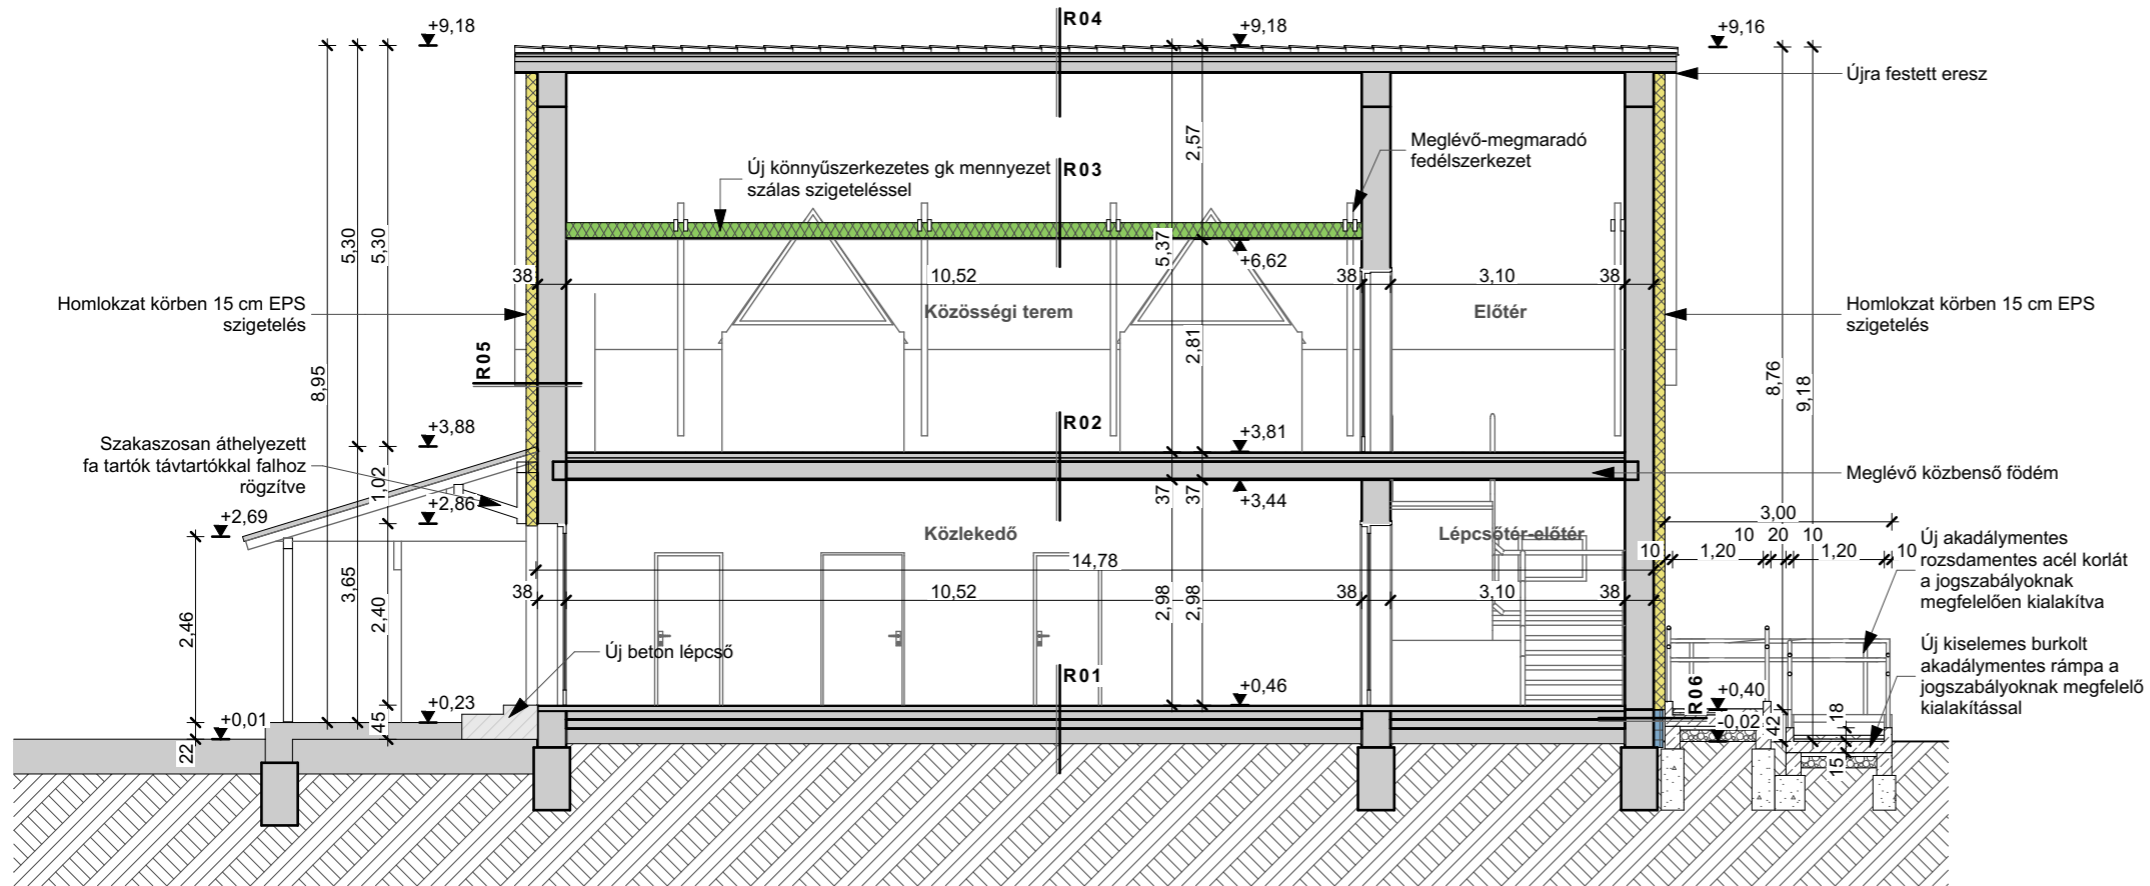 R04
+9,18
+9,18
+9,16
Újra festett eresz
Meglévő-megmaradó
fedélszerkezet
2,57
R03
Új könnyűszerkezetes gk mennyezet
szálas szigeteléssel
5,30
5,30
5,37
+6,62
38
10,52
38
3,10
38
Homlokzat körben 15 cm EPS
szigetelés
Közösségi terem
Előtér
Homlokzat körben 15 cm EPS
szigetelés
R05
2,81
8,95
8,76
9,18
+3,88
R02
+3,81
Szakaszosan áthelyezett
fa tartók távtartókkal falhoz
rögzítve
1,02
+2,86
37
37
+3,44
Meglévő közbenső födém
+2,69
Közlekedő
Lépcsőtér-előtér
3,00
10
20
10
10
1,20
1,20
10
Új akadálymentes
rozsdamentes acél korlát
a jogszabályoknak
megfelelően kialakítva
14,78
3,65
2,40
2,46
38
10,52
38
3,10
38
2,98
2,98
Új beton lépcső
Új kiselemes burkolt
akadálymentes rámpa a
jogszabályoknak megfelelő
kialakítással
R01
+0,46
R06
+0,40
-0,02
42
18
15
+0,01
+0,23
45
22